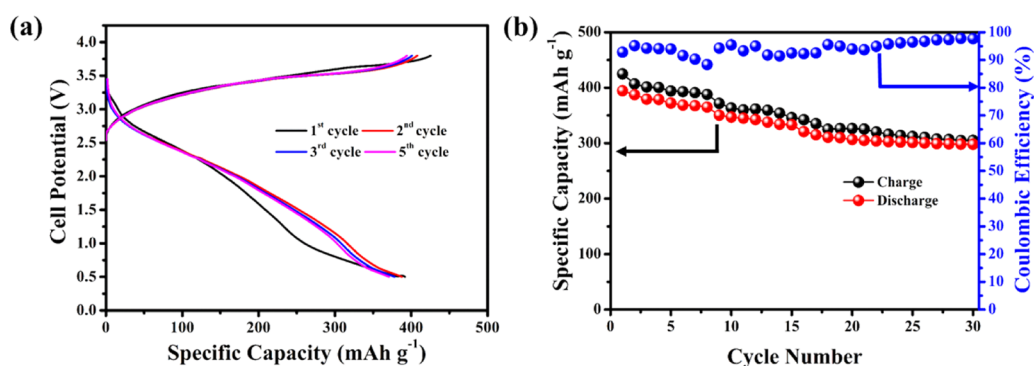 (a)
4.0
3.5
3.0
2.5
2.0
1.5
1.0
0.5
0.0
Cell Potential (V)
1st cycle 2nd cycle
3rd cycle 5th cycle
0 100 200 300 400 500
Specific Capacity (mAh g-1)
(b)
500
400
300
200
100
0
Specific Capacity (mAh g-1)
Charge
Discharge
100
90
80
70
60
50
40
30
20
10
0
Coulombic Efficiency (%)
0 5 10 15 20 25 30
Cycle Number